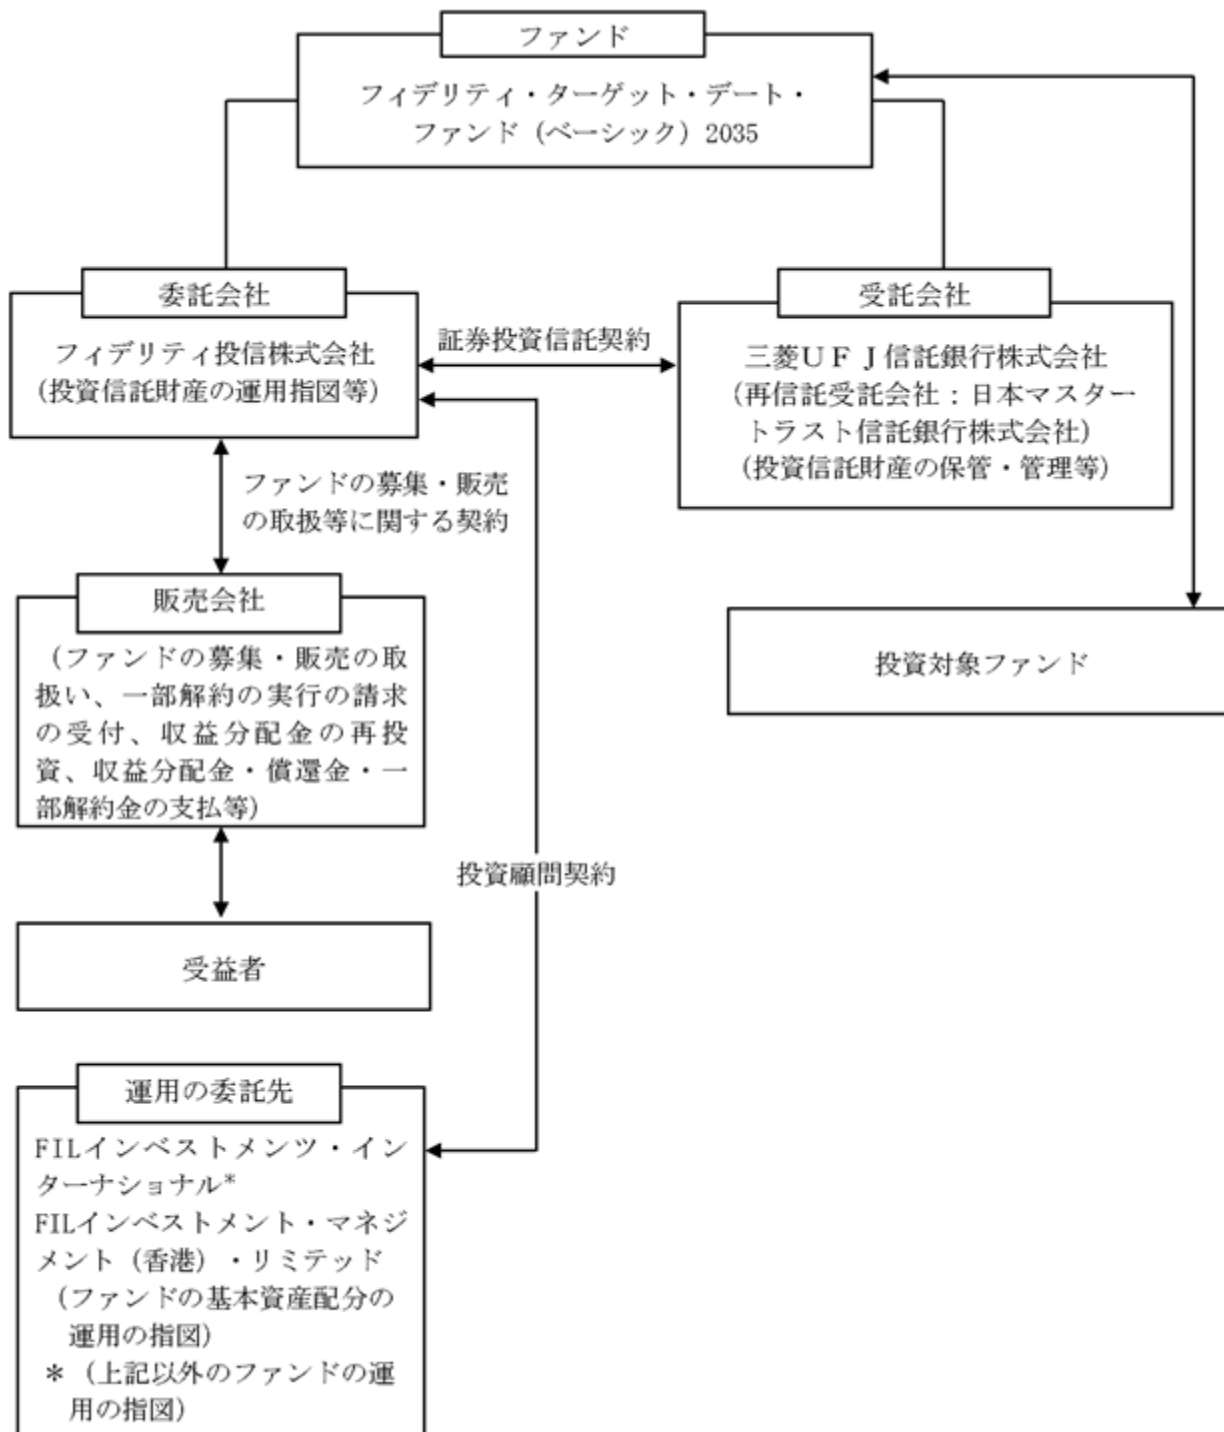 ファンド
フィデリティ・ターゲット・デート・
ファンド（ベーシック）2035
委託会社
フィデリティ投信株式会社
（投資信託財産の運用指図等）
証券投資信託契約
受託会社
三菱ＵＦＪ信託銀行株式会社
（再信託受託会社：日本マスター
トラスト信託銀行株式会社）
（投資信託財産の保管・管理等）
ファンドの募集・販売
の取扱等に関する契約
販売会社
（ファンドの募集・販売の取
扱い、一部解約の実行の請求
の受付、収益分配金の再投
資、収益分配金・償還金・一
部解約金の支払等）
投資対象ファンド
投資顧問契約
受益者
運用の委託先
FILインベストメンツ・イン
ターナショナル*
FILインベストメント・マネジ
メント（香港）・リミテッド
（ファンドの基本資産配分の
運用の指図）
＊（上記以外のファンドの運
用の指図）